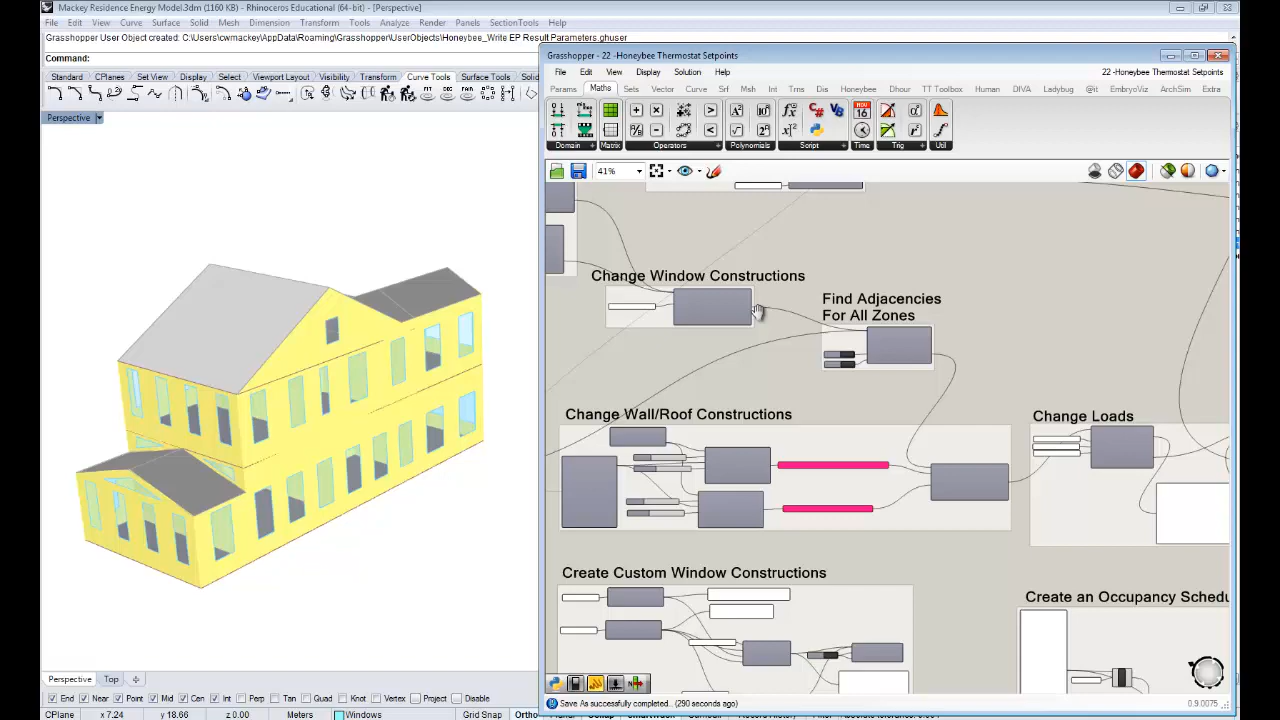 Mackey Residence Energy Model.3dm (1160 KB) - Rhinoceros Educational (64-bit) - [Perspective]
File Edit View Curve Surface Solid Mesh Dimension Transform Tools Analyze Render Panels SectionTools Help
Grasshopper User Object created: C:\Users\cwmackey\AppData\Roaming\Grasshopper\UserObjects\Honeybee_Write EP Result Parameters.ghuser
Command:
Standard CPlanes Set View Display Select Viewport Layout Visibility Transform Curve Tools Surface Tools Solid
Perspective
Grasshopper - 22 -Honeybee Thermostat Setpoints
File Edit View Display Solution Help
22 -Honeybee Thermostat Setpoints
Params Maths Sets Vector Curve Srf Msh Int Trns Dis Honeybee Dhour TT Toolbox Human DIVA Ladybug @it EmbryoViz ArchSim Extra
Domain Matrix Operators Polynomials Script Time Trig Util
41%
Change Window Constructions
Find Adjacencies
For All Zones
Change Wall/Roof Constructions
Change Loads
Create Custom Window Constructions
Create an Occupancy Schedu
Save As successfully completed... (290 seconds ago)
0.9.0075
Perspective Top
End Near Point Mid Cen Int Perp Tan Quad Knot Vertex Project Disable
CPlane x 7.24 y 18.66 z 0.00 Meters Windows Grid Snap Ortho